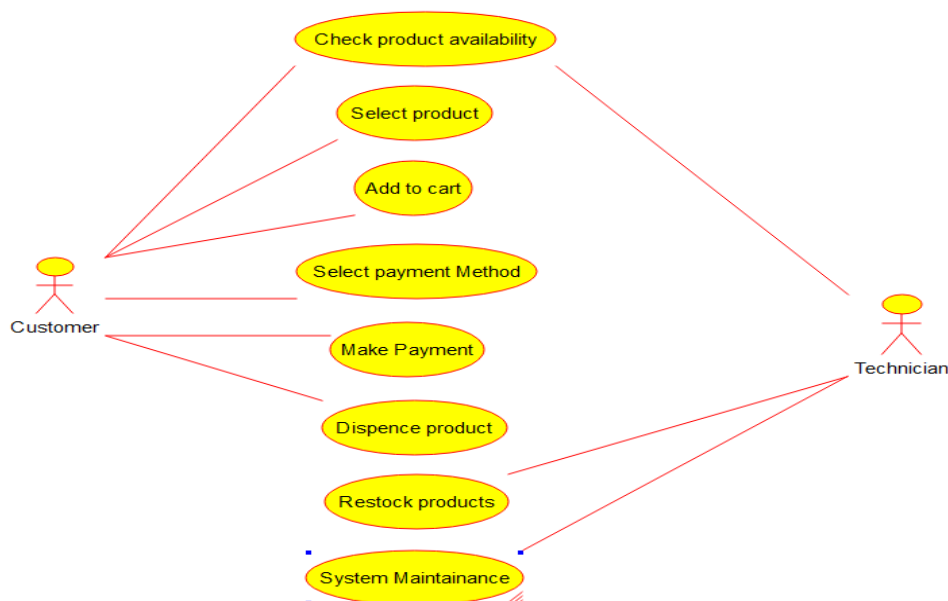 Check product availability
Select product
Add to cart
Select payment Method
Customer
Make Payment
Technician
Dispence product
Restock products
System Maintainance